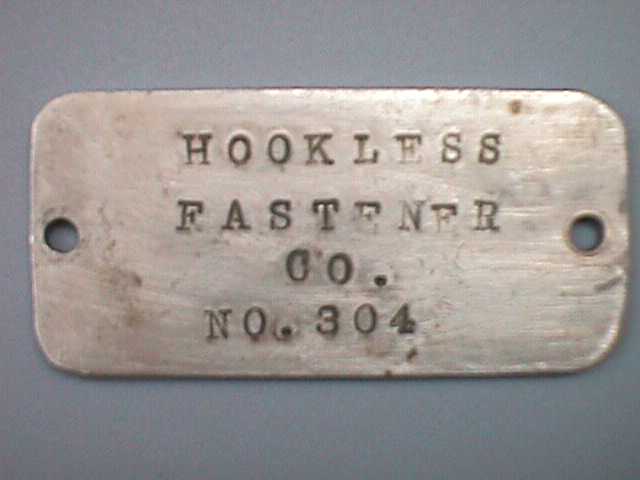 HOOKLESS
FASTENER
CO.
NO. 304